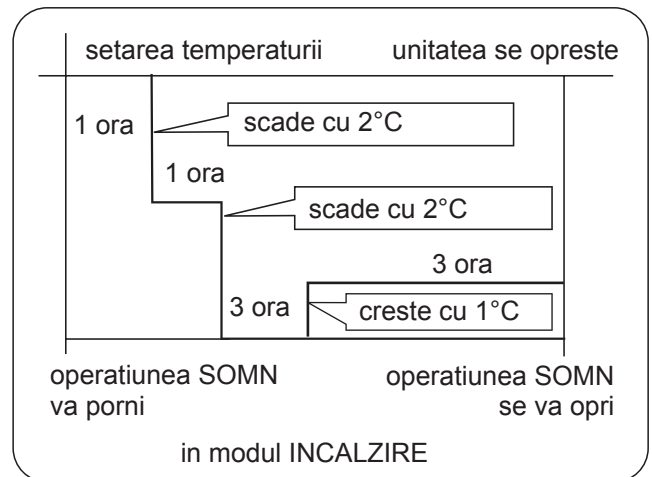 setarea temperaturii
unitatea se opreste
1 ora
scade cu 2°C
1 ora
scade cu 2°C
3 ora
3 ora
creste cu 1°C
operatiunea SOMN
va porni
operatiunea SOMN
se va opri
in modul INCALZIRE